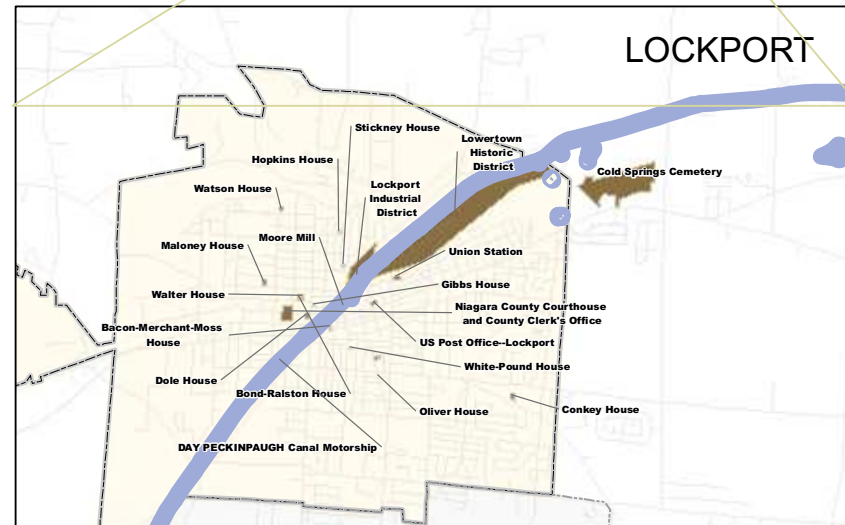 LOCKPORT
Stickney House
Lowertown
Historic
District
Hopkins House
Cold Springs Cemetery
Watson House
Lockport
Industrial
District
Moore Mill
Maloney House
Union Station
Gibbs House
Walter House
Niagara County Courthouse
and County Clerk's Office
Bacon-Merchant-Moss
House
US Post Office--Lockport
White-Pound House
Dole House
Bond-Ralston House
Oliver House
Conkey House
DAY PECKINPAUGH Canal Motorship